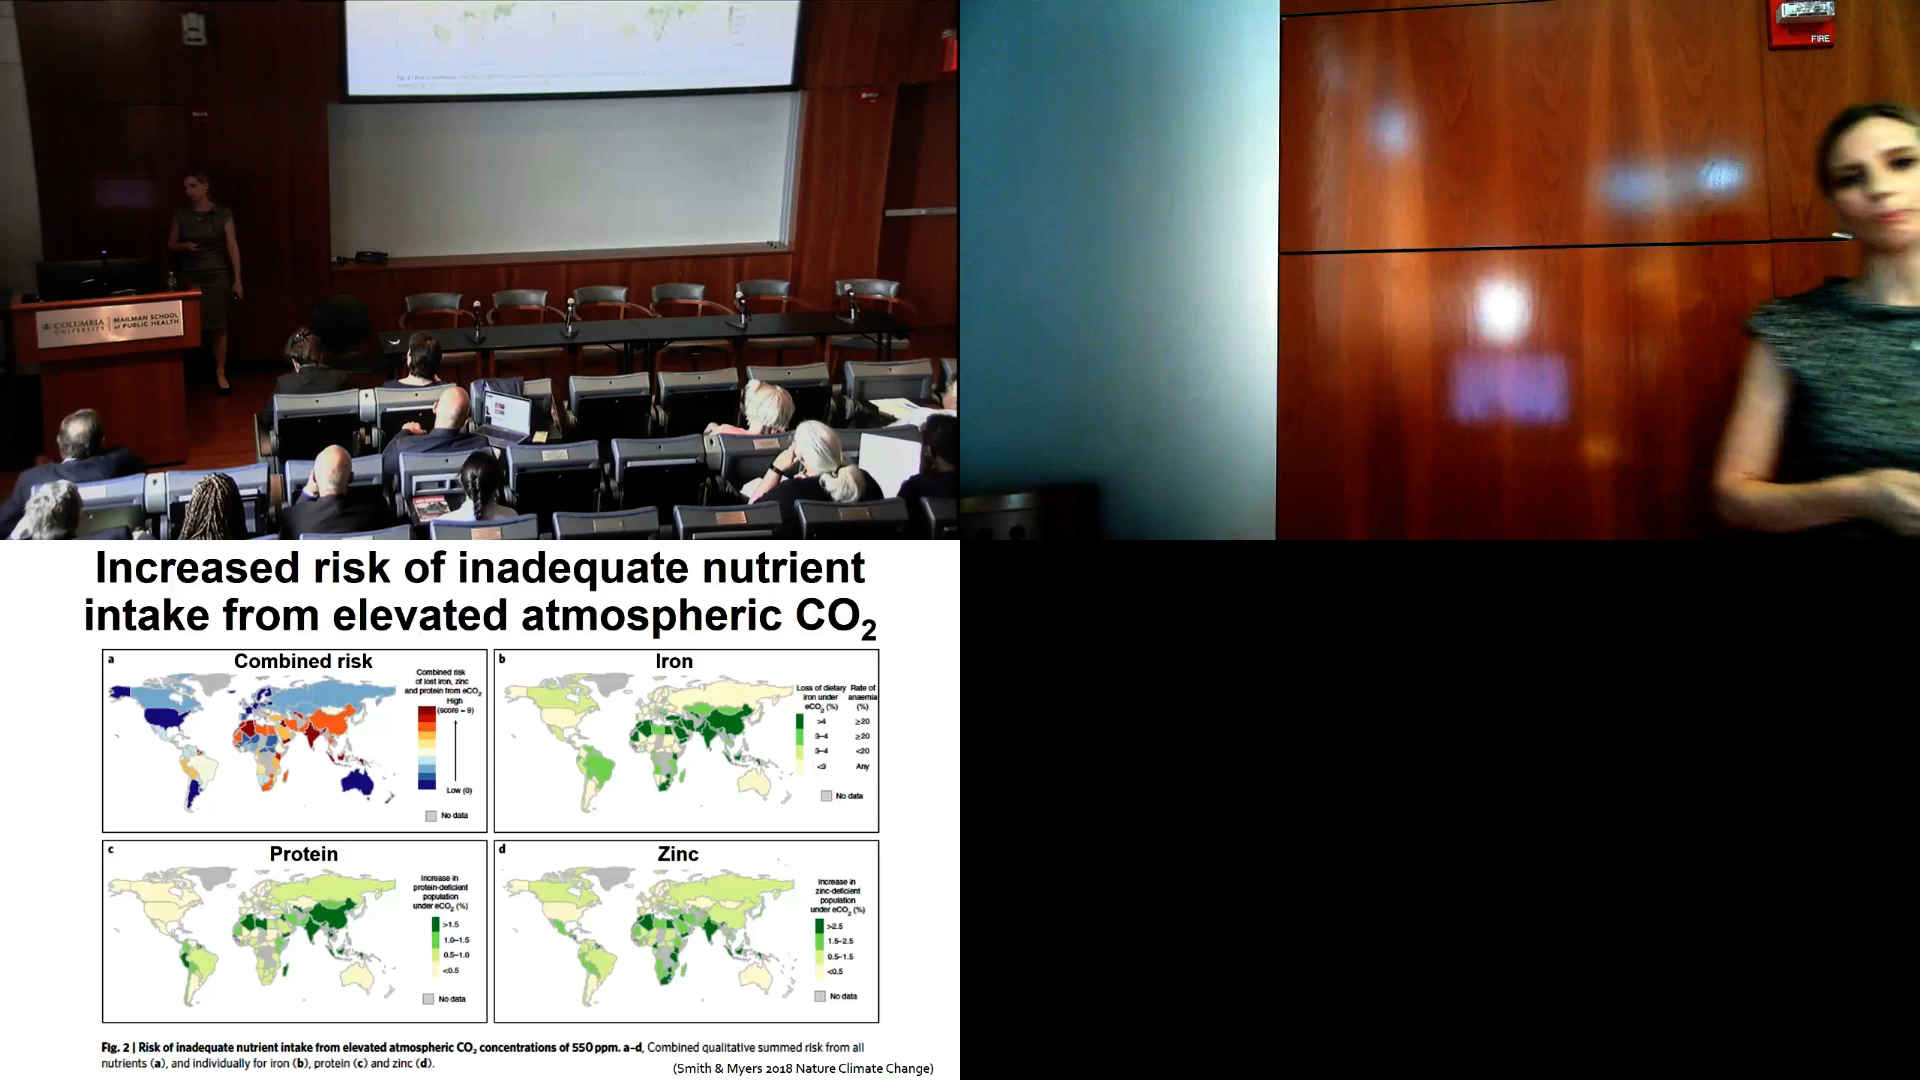 COLUMBIA UNIVERSITY
MAILMAN SCHOOL of PUBLIC HEALTH
FIRE
Increased risk of inadequate nutrient
intake from elevated atmospheric CO2
a
Combined risk
Combined risk
of lost iron, zinc
and protein from eCO2
High
(score = 9)
Low (0)
No data
b
Iron
Loss of dietary iron under eCO2 (%)
Rate of anaemia (%)
>4 ≥20
3–4 ≥20
3–4 <20
<3 Any
No data
c
Protein
Increase in
protein-deficient
population
under eCO2 (%)
>1.5
1.0–1.5
0.5–1.0
<0.5
No data
d
Zinc
Increase in
zinc-deficient
population
under eCO2 (%)
>2.5
1.5–2.5
0.5–1.5
<0.5
No data
Fig. 2 | Risk of inadequate nutrient intake from elevated atmospheric CO2 concentrations of 550 ppm. a–d, Combined qualitative summed risk from all
nutrients (a), and individually for iron (b), protein (c) and zinc (d).
(Smith & Myers 2018 Nature Climate Change)